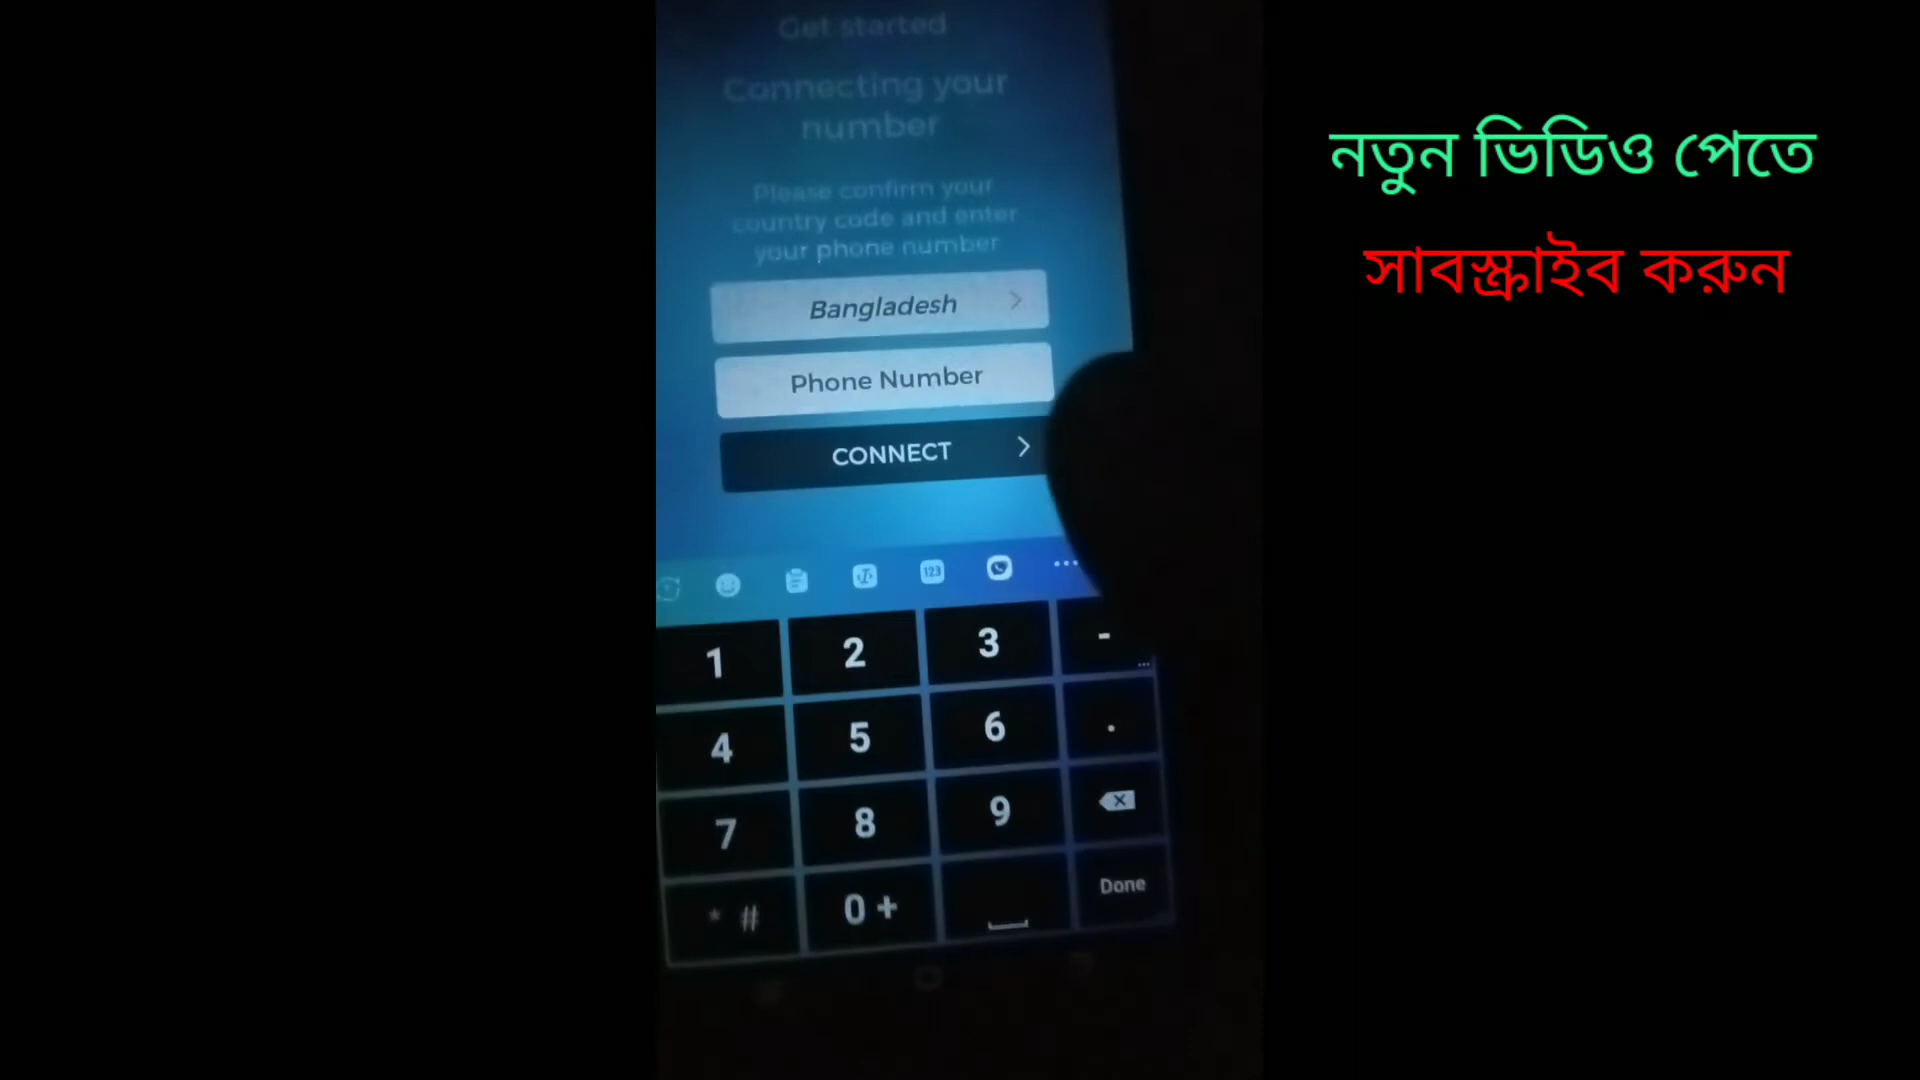 Get started
Connecting your
number
Please confirm your
country code and enter
your phone number
Bangladesh
Phone Number
CONNECT
123
1 2 3 -
4 5 6 .
7 8 9
* # 0 + Done
নতুন ভিডিও পেতে
সাবস্ক্রাইব করুন